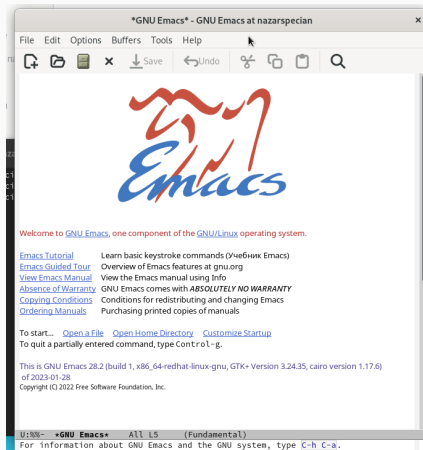 *GNU Emacs* - GNU Emacs at nazarspecian
×
File Edit Options Buffers Tools Help
Save Undo
Emacs
Welcome to GNU Emacs, one component of the GNU/Linux operating system.
Emacs Tutorial Learn basic keystroke commands (Учебник Emacs)
Emacs Guided Tour Overview of Emacs features at gnu.org
View Emacs Manual View the Emacs manual using Info
Absence of Warranty GNU Emacs comes with ABSOLUTELY NO WARRANTY
Copying Conditions Conditions for redistributing and changing Emacs
Ordering Manuals Purchasing printed copies of manuals
To start... Open a File Open Home Directory Customize Startup
To quit a partially entered command, type Control-g.
This is GNU Emacs 28.2 (build 1, x86_64-redhat-linux-gnu, GTK+ Version 3.24.35, cairo version 1.17.6)
of 2023-01-28
Copyright (C) 2022 Free Software Foundation, Inc.
U:%%- *GNU Emacs* All L5 (Fundamental)
For information about GNU Emacs and the GNU system, type C-h C-a.